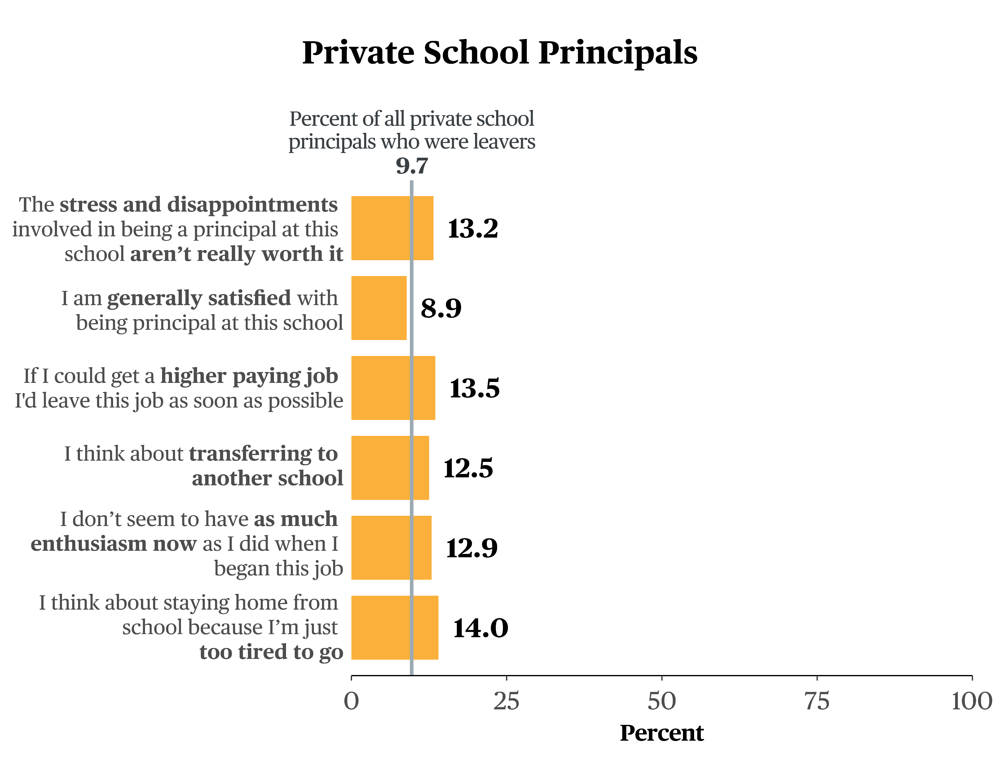 Private School Principals
Percent of all private school
principals who were leavers
9.7
The stress and disappointments
involved in being a principal at this
school aren’t really worth it
13.2
I am generally satisfied with
being principal at this school
8.9
If I could get a higher paying job
I'd leave this job as soon as possible
13.5
I think about transferring to
another school
12.5
I don’t seem to have as much
enthusiasm now as I did when I
began this job
12.9
I think about staying home from
school because I’m just
too tired to go
14.0
0 25 50 75 100
Percent